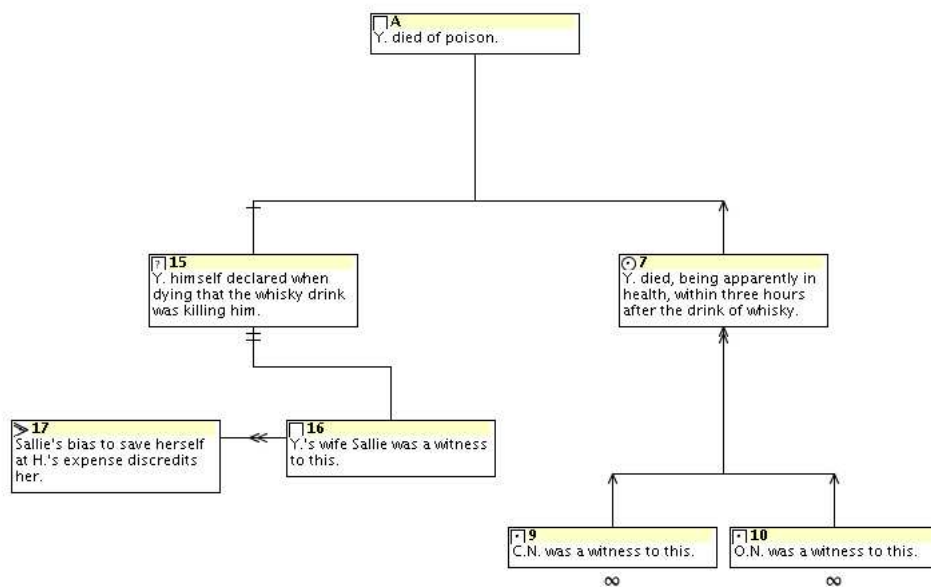 A
Y. died of poison.
? 15
Y. himself declared when
dying that the whisky drink
was killing him.
7
Y. died, being apparently in
health, within three hours
after the drink of whisky.
17
Sallie's bias to save herself
at H.'s expense discredits
her.
16
Y.'s wife Sallie was a witness
to this.
9
C.N. was a witness to this.
10
O.N. was a witness to this.
∞
∞